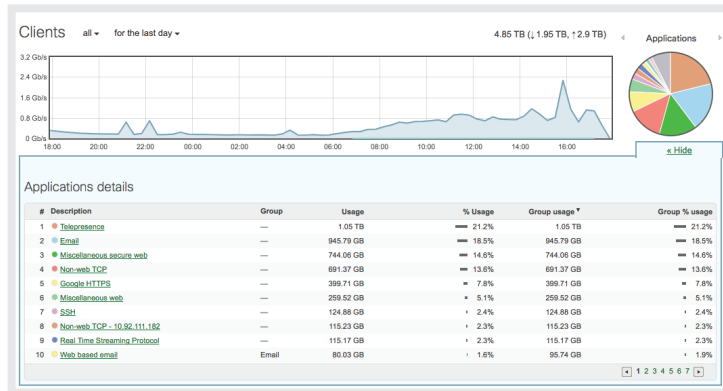 Clients all for the last day 4.85 TB (↓ 1.95 TB, ↑ 2.9 TB) Applications
3.2 Gb/s
2.4 Gb/s
1.6 Gb/s
0.8 Gb/s
0 Gb/s
18:00 20:00 22:00 00:00 02:00 04:00 06:00 08:00 10:00 12:00 14:00 16:00
« Hide
Applications details
# Description Group Usage % Usage Group usage ▼ Group % usage
1 Telepresence — 1.05 TB 21.2% 1.05 TB 21.2%
2 Email — 945.79 GB 18.5% 945.79 GB 18.5%
3 Miscellaneous secure web — 744.06 GB 14.6% 744.06 GB 14.6%
4 Non-web TCP — 691.37 GB 13.6% 691.37 GB 13.6%
5 Google HTTPS — 399.71 GB 7.8% 399.71 GB 7.8%
6 Miscellaneous web — 259.52 GB 5.1% 259.52 GB 5.1%
7 SSH — 124.88 GB 2.4% 124.88 GB 2.4%
8 Non-web TCP - 10.92.111.182 — 115.23 GB 2.3% 115.23 GB 2.3%
9 Real Time Streaming Protocol — 115.17 GB 2.3% 115.17 GB 2.3%
10 Web based email Email 80.03 GB 1.6% 95.74 GB 1.9%
1 2 3 4 5 6 7